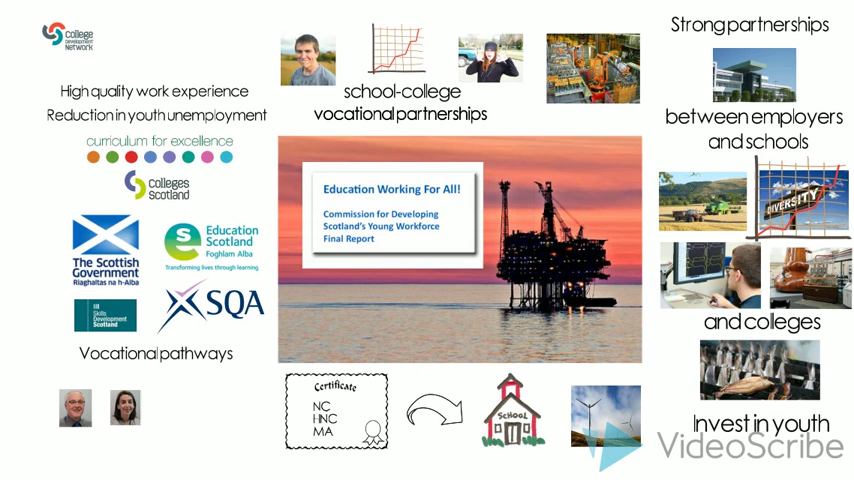 COLLEGE
DEVELOPMENT
NETWORK
High quality work experience
Reduction in youth unemployment
curriculum for excellence
Colleges
Scotland
The Scottish
Government
Riaghaltas na h-Alba
Education
Scotland
Foghlam Alba
Transforming lives through learning
Skills
Development
Scotland
SQA
Vocational pathways
school-college
vocational partnerships
Education Working For All!
Commission for Developing
Scotland's Young Workforce
Final Report
Certificate
NC
HNC
MA
SCHOOL
Strong partnerships
between employers
and schools
DIVERSITY
and colleges
Invest in youth
VideoScribe